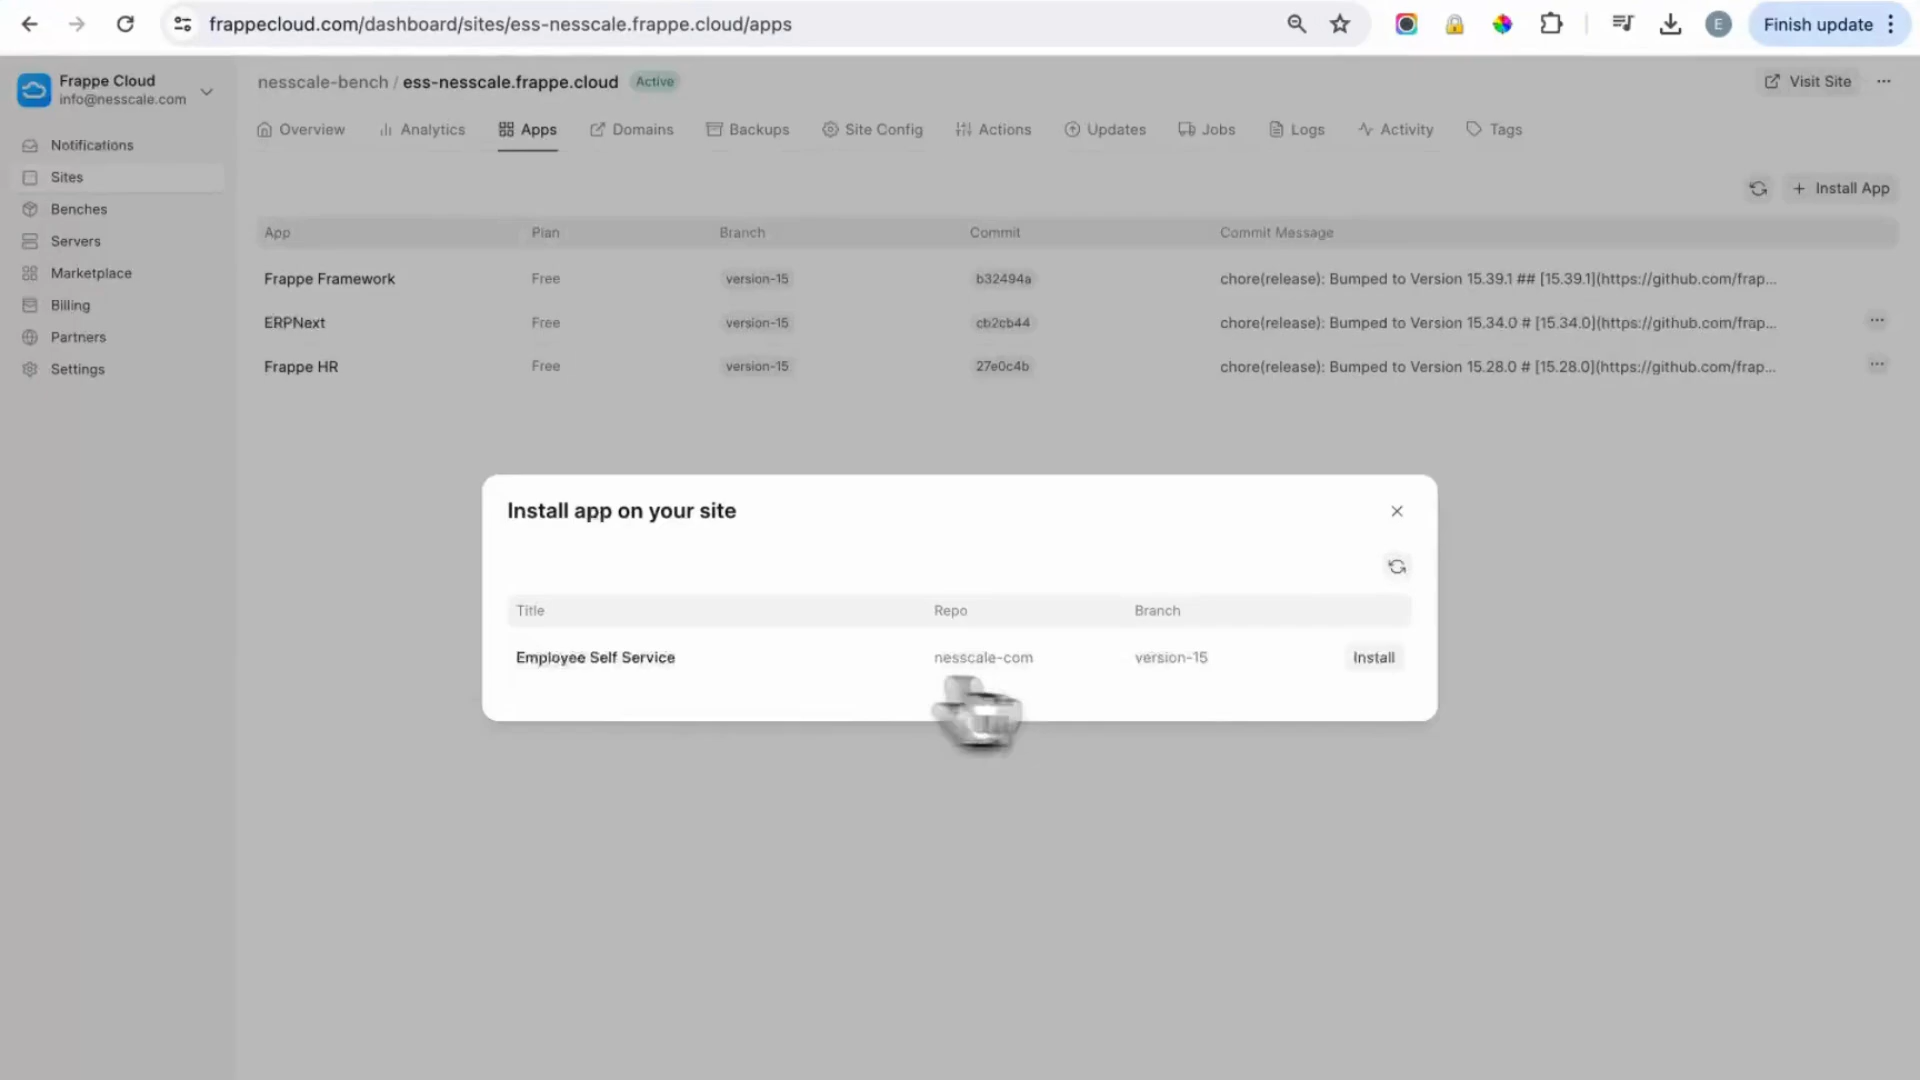 frappecloud.com/dashboard/sites/ess-nesscale.frappe.cloud/apps
E
Finish update
Frappe Cloud
info@nesscale.com
nesscale-bench / ess-nesscale.frappe.cloud Active
Visit Site
Overview Analytics Apps Domains Backups Site Config Actions Updates Jobs Logs Activity Tags
Notifications
Sites
Benches
Servers
Marketplace
Billing
Partners
Settings
+ Install App
App Plan Branch Commit Commit Message
Frappe Framework Free version-15 b32494a chore(release): Bumped to Version 15.39.1 ## [15.39.1](https://github.com/frap...
ERPNext Free version-15 cb2cb44 chore(release): Bumped to Version 15.34.0 # [15.34.0](https://github.com/frap...
Frappe HR Free version-15 27e0c4b chore(release): Bumped to Version 15.28.0 # [15.28.0](https://github.com/frap...
Install app on your site
Title Repo Branch
Employee Self Service nesscale-com version-15 Install